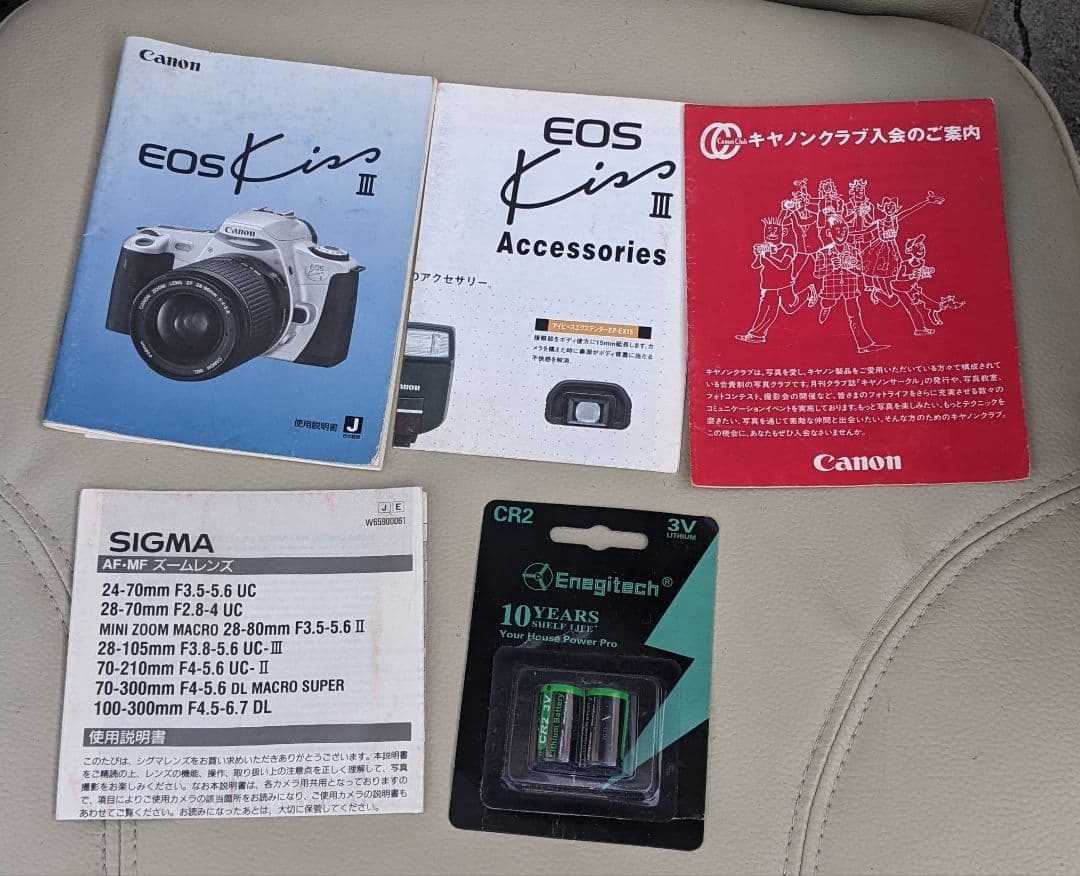 Canon
EOS Kiss III
Canon
EOS
Kiss
CANON ZOOM LENS EF 28-90mm
CANON INC.
使用説明書 J
日本語版
EOS
Kiss
III
Accessories
のアクセサリー。
アイピースエクステンダーEP-EX15
接眼部をボディ後方に15mm延長します。カ
メラを構えた時に鼻頭がボディ背面に当たる
不快感を解消。
Canon
Canon Club キヤノンクラブ入会のご案内
キヤノンクラブは、写真を愛し、キヤノン製品をご愛用いただいている方々で構成されて
いる会費制の写真クラブです。月刊クラブ誌「キヤノンサークル」の発行や、写真教室、
フォトコンテスト、撮影会の開催など、皆さまのフォトライフをさらに充実させる数々の
コミュニケーションイベントを実施しております。もっと写真を楽しみたい、もっとテクニックを
磨きたい、写真を通じて素敵な仲間と出会いたい、そんな方のためのキヤノンクラブ。
この機会に、あなたもぜひ入会なさいませんか。
Canon
J E
W65900061
SIGMA
AF・MF ズームレンズ
24-70mm F3.5-5.6 UC
28-70mm F2.8-4 UC
MINI ZOOM MACRO 28-80mm F3.5-5.6 II
28-105mm F3.8-5.6 UC-III
70-210mm F4-5.6 UC-II
70-300mm F4-5.6 DL MACRO SUPER
100-300mm F4.5-6.7 DL
使用説明書
このたびは、シグマレンズをお買い求めいただきありがとうございます。本説明書
をご精読の上、レンズの機能、操作、取り扱い上の注意点を正しく理解して、写真
撮影をお楽しみください。なお本説明書は、各カメラ用共用となっておりますの
で、項目によりご使用カメラの該当個所をお読みになり、ご使用カメラの説明書も
あわせてご覧ください。お読みになったあとは、大切に保管してください。
CR2
3V
LITHIUM
Enegitech®
10 YEARS
SHELF LIFE*
Your House Power Pro
CR2 3V
Lithium Battery